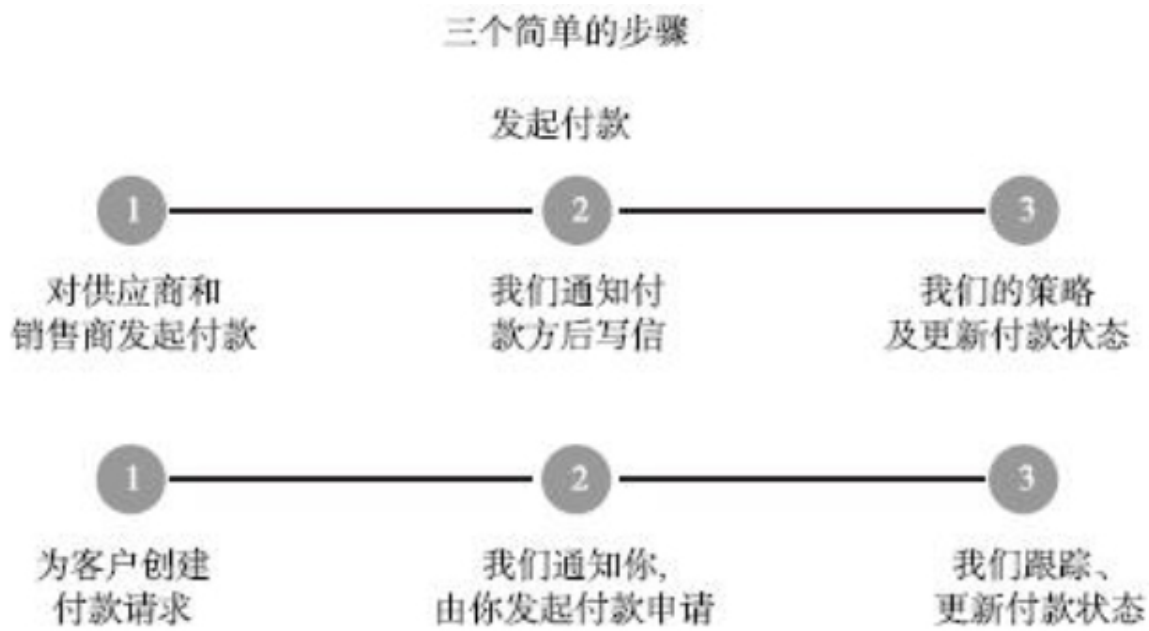 三个简单的步骤
发起付款
1
2
3
对供应商和
销售商发起付款
我们通知付
款方后写信
我们的策略
及更新付款状态
1
2
3
为客户创建
付款请求
我们通知你,
由你发起付款申请
我们跟踪、
更新付款状态